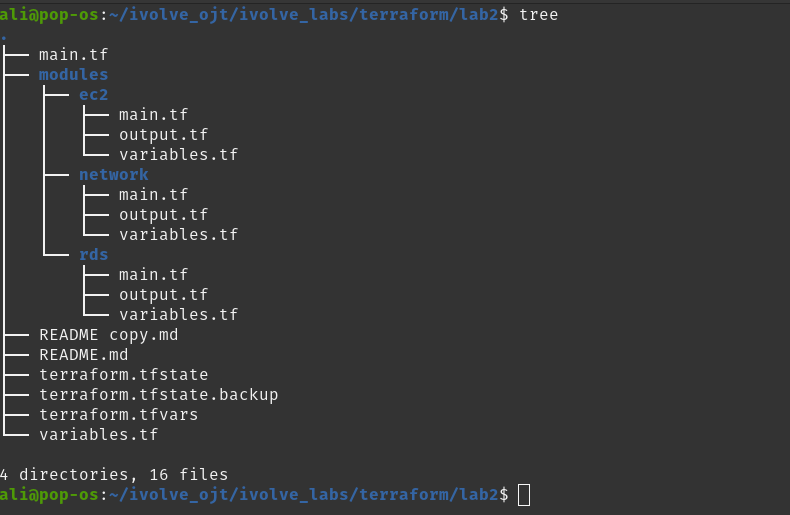 ali@pop-os:~/ivolve_ojt/ivolve_labs/terraform/lab2$ tree
.
├── main.tf
├── modules
│   ├── ec2
│   │   ├── main.tf
│   │   ├── output.tf
│   │   └── variables.tf
│   ├── network
│   │   ├── main.tf
│   │   ├── output.tf
│   │   └── variables.tf
│   └── rds
│       ├── main.tf
│       ├── output.tf
│       └── variables.tf
├── README copy.md
├── README.md
├── terraform.tfstate
├── terraform.tfstate.backup
├── terraform.tfvars
└── variables.tf

4 directories, 16 files
ali@pop-os:~/ivolve_ojt/ivolve_labs/terraform/lab2$